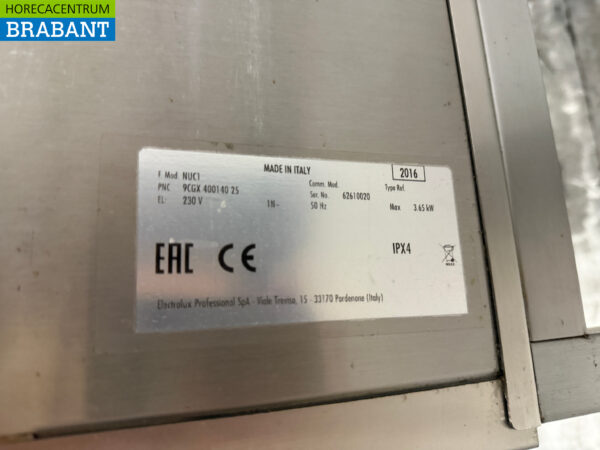 HORECACENTRUM
BRABANT
MADE IN ITALY
2016
F. Mod. NUC1
Comm. Mod.
Type Ref.
PNC 9CGX 400140 25
Ser. No. 62610020
EL: 230 V 1N~ 50 Hz Max 3.65 kW
EAC CE IPX4
Electrolux Professional SpA - Viale Treviso, 15 - 33170 Pordenone (Italy)